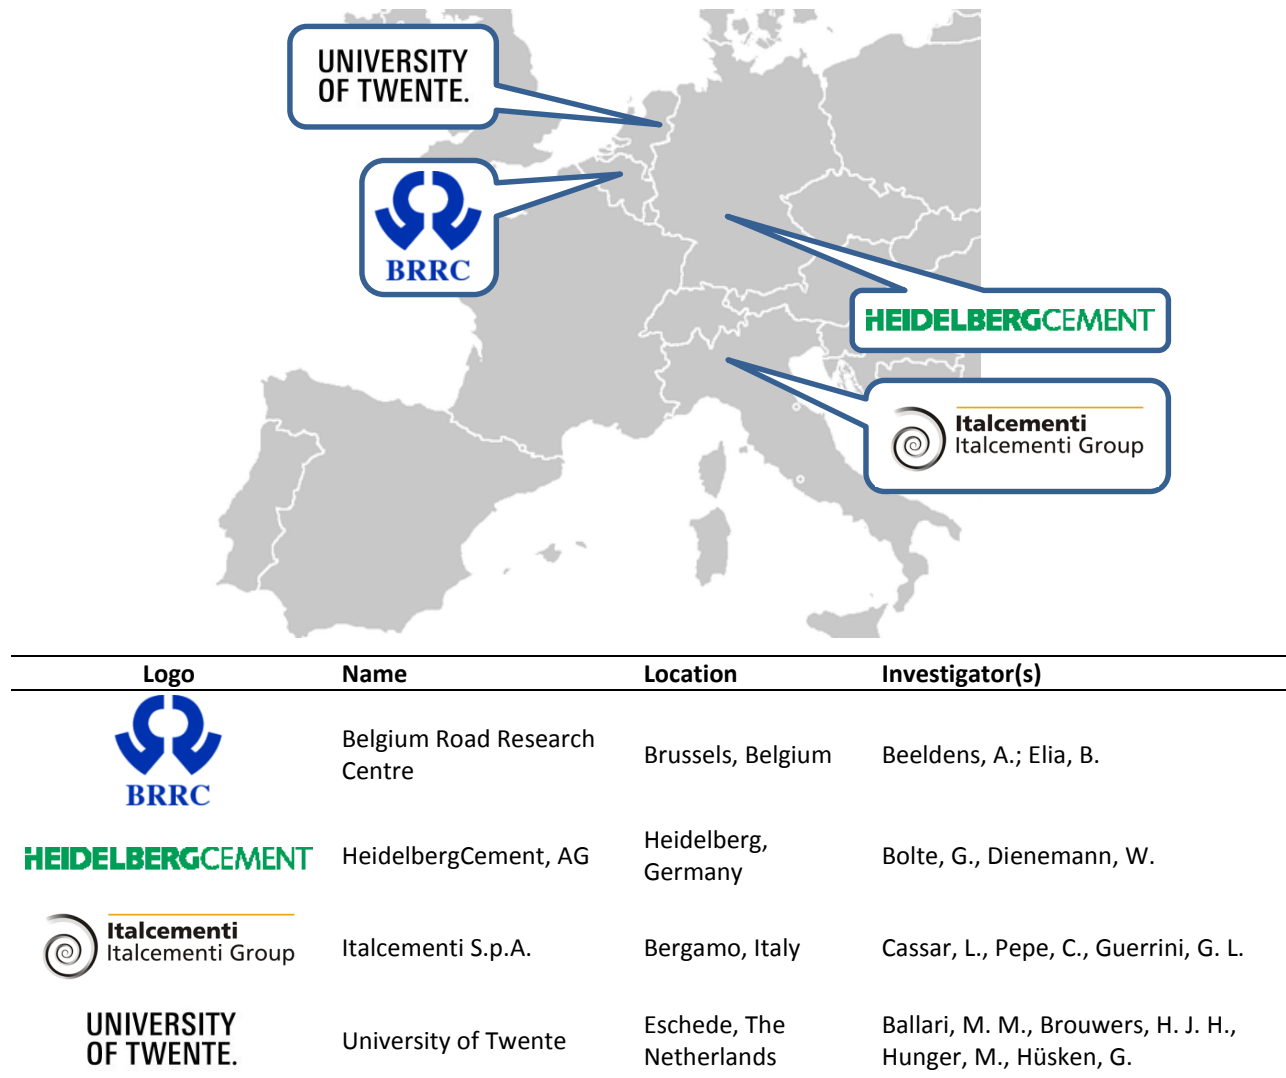 UNIVERSITY
OF TWENTE.
BRRC
HEIDELBERGCEMENT
Italcementi
Italcementi Group
Logo Name Location Investigator(s)
BRRC
Belgium Road Research
Centre
Brussels, Belgium
Beeldens, A.; Elia, B.
HEIDELBERGCEMENT
HeidelbergCement, AG
Heidelberg,
Germany
Bolte, G., Dienemann, W.
Italcementi
Italcementi Group
Italcementi S.p.A.
Bergamo, Italy
Cassar, L., Pepe, C., Guerrini, G. L.
UNIVERSITY
OF TWENTE.
University of Twente
Eschede, The
Netherlands
Ballari, M. M., Brouwers, H. J. H.,
Hunger, M., Hüsken, G.